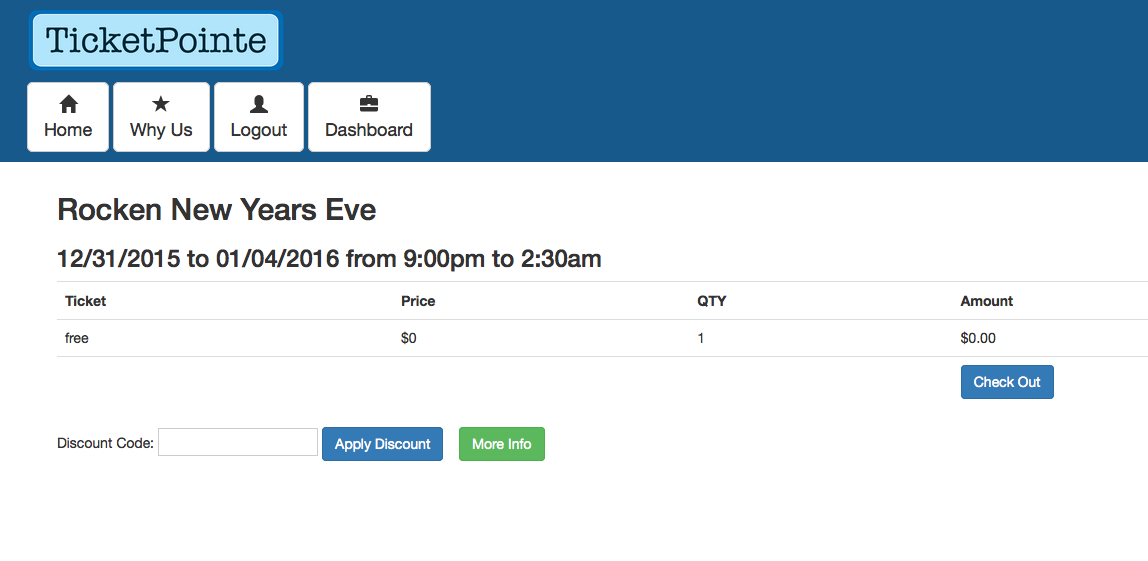 TicketPointe
Home Why Us Logout Dashboard
Rocken New Years Eve
12/31/2015 to 01/04/2016 from 9:00pm to 2:30am
Ticket Price QTY Amount
free $0 1 $0.00
Check Out
Discount Code: Apply Discount More Info